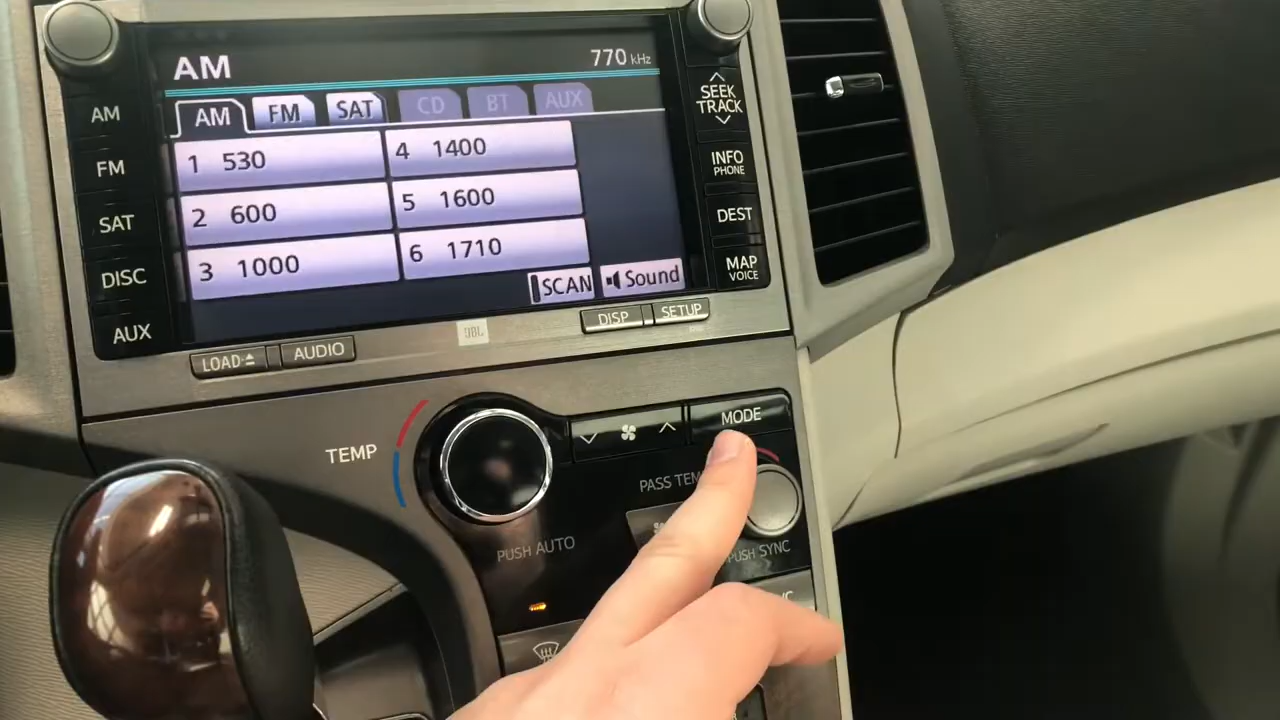 AM
770 kHz
AM FM SAT CD BT AUX
1 530
4 1400
2 600
5 1600
3 1000
6 1710
SCAN Sound
AM
FM
SAT
DISC
AUX
SEEK
TRACK
INFO
PHONE
DEST
MAP
VOICE
DISP SETUP
LOAD AUDIO
JBL
TEMP
MODE
PASS
PUSH AUTO
PUSH SYNC